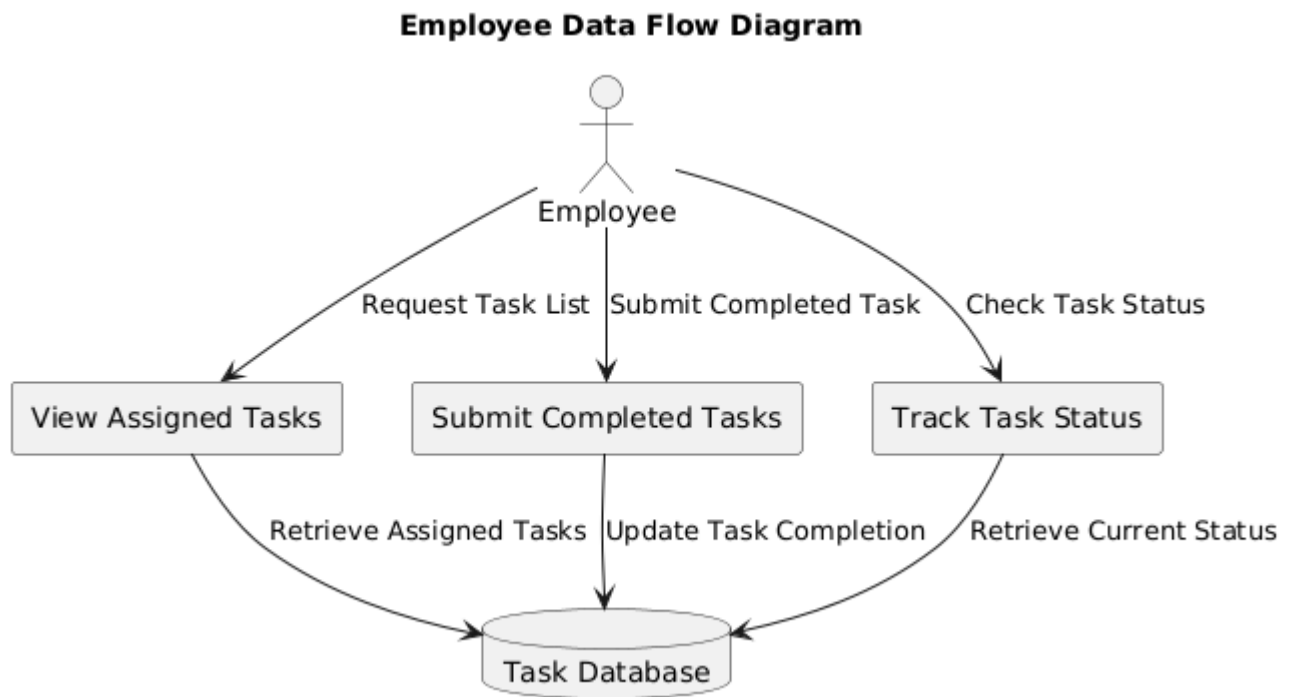 Employee Data Flow Diagram
Employee
Request Task List
Submit Completed Task
Check Task Status
View Assigned Tasks
Submit Completed Tasks
Track Task Status
Retrieve Assigned Tasks
Update Task Completion
Retrieve Current Status
Task Database